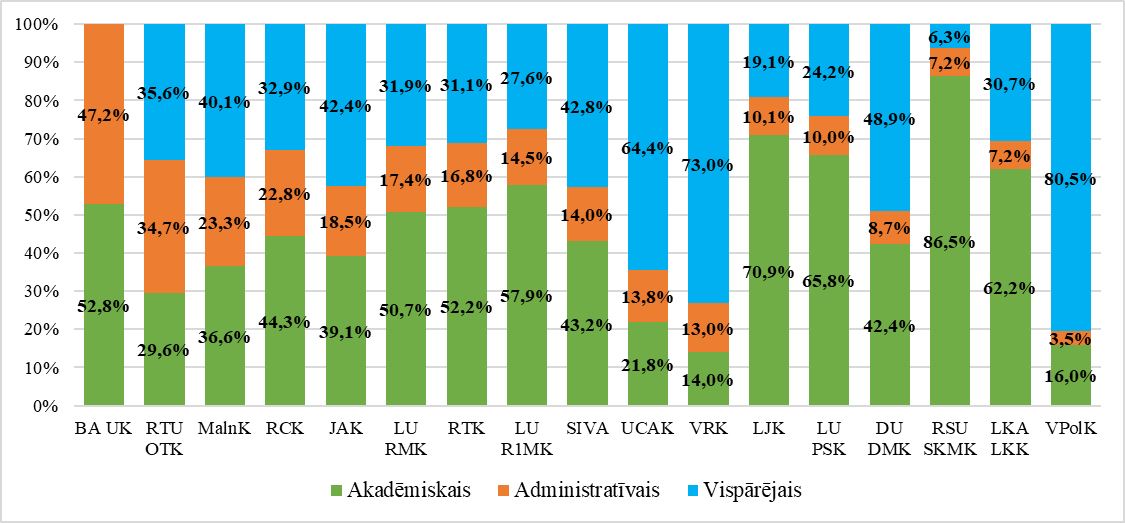 100%
90%
80%
70%
60%
50%
40%
30%
20%
10%
0%
47,2%
52,8%
35,6%
34,7%
29,6%
40,1%
23,3%
36,6%
32,9%
22,8%
44,3%
42,4%
18,5%
39,1%
31,9%
17,4%
50,7%
31,1%
16,8%
52,2%
27,6%
14,5%
57,9%
42,8%
14,0%
43,2%
64,4%
13,8%
21,8%
73,0%
13,0%
14,0%
19,1%
10,1%
70,9%
24,2%
10,0%
65,8%
48,9%
8,7%
42,4%
6,3%
7,2%
86,5%
30,7%
7,2%
62,2%
80,5%
3,5%
16,0%
BA UK
RTU
OTK
MalnK
RCK
JAK
LU
RMK
RTK
LU
R1MK
SIVA
UCAK
VRK
LJK
LU
PSK
DU
DMK
RSU
SKMK
LKA
LKK
VPolK
Akadēmiskais
Administratīvais
Vispārējais